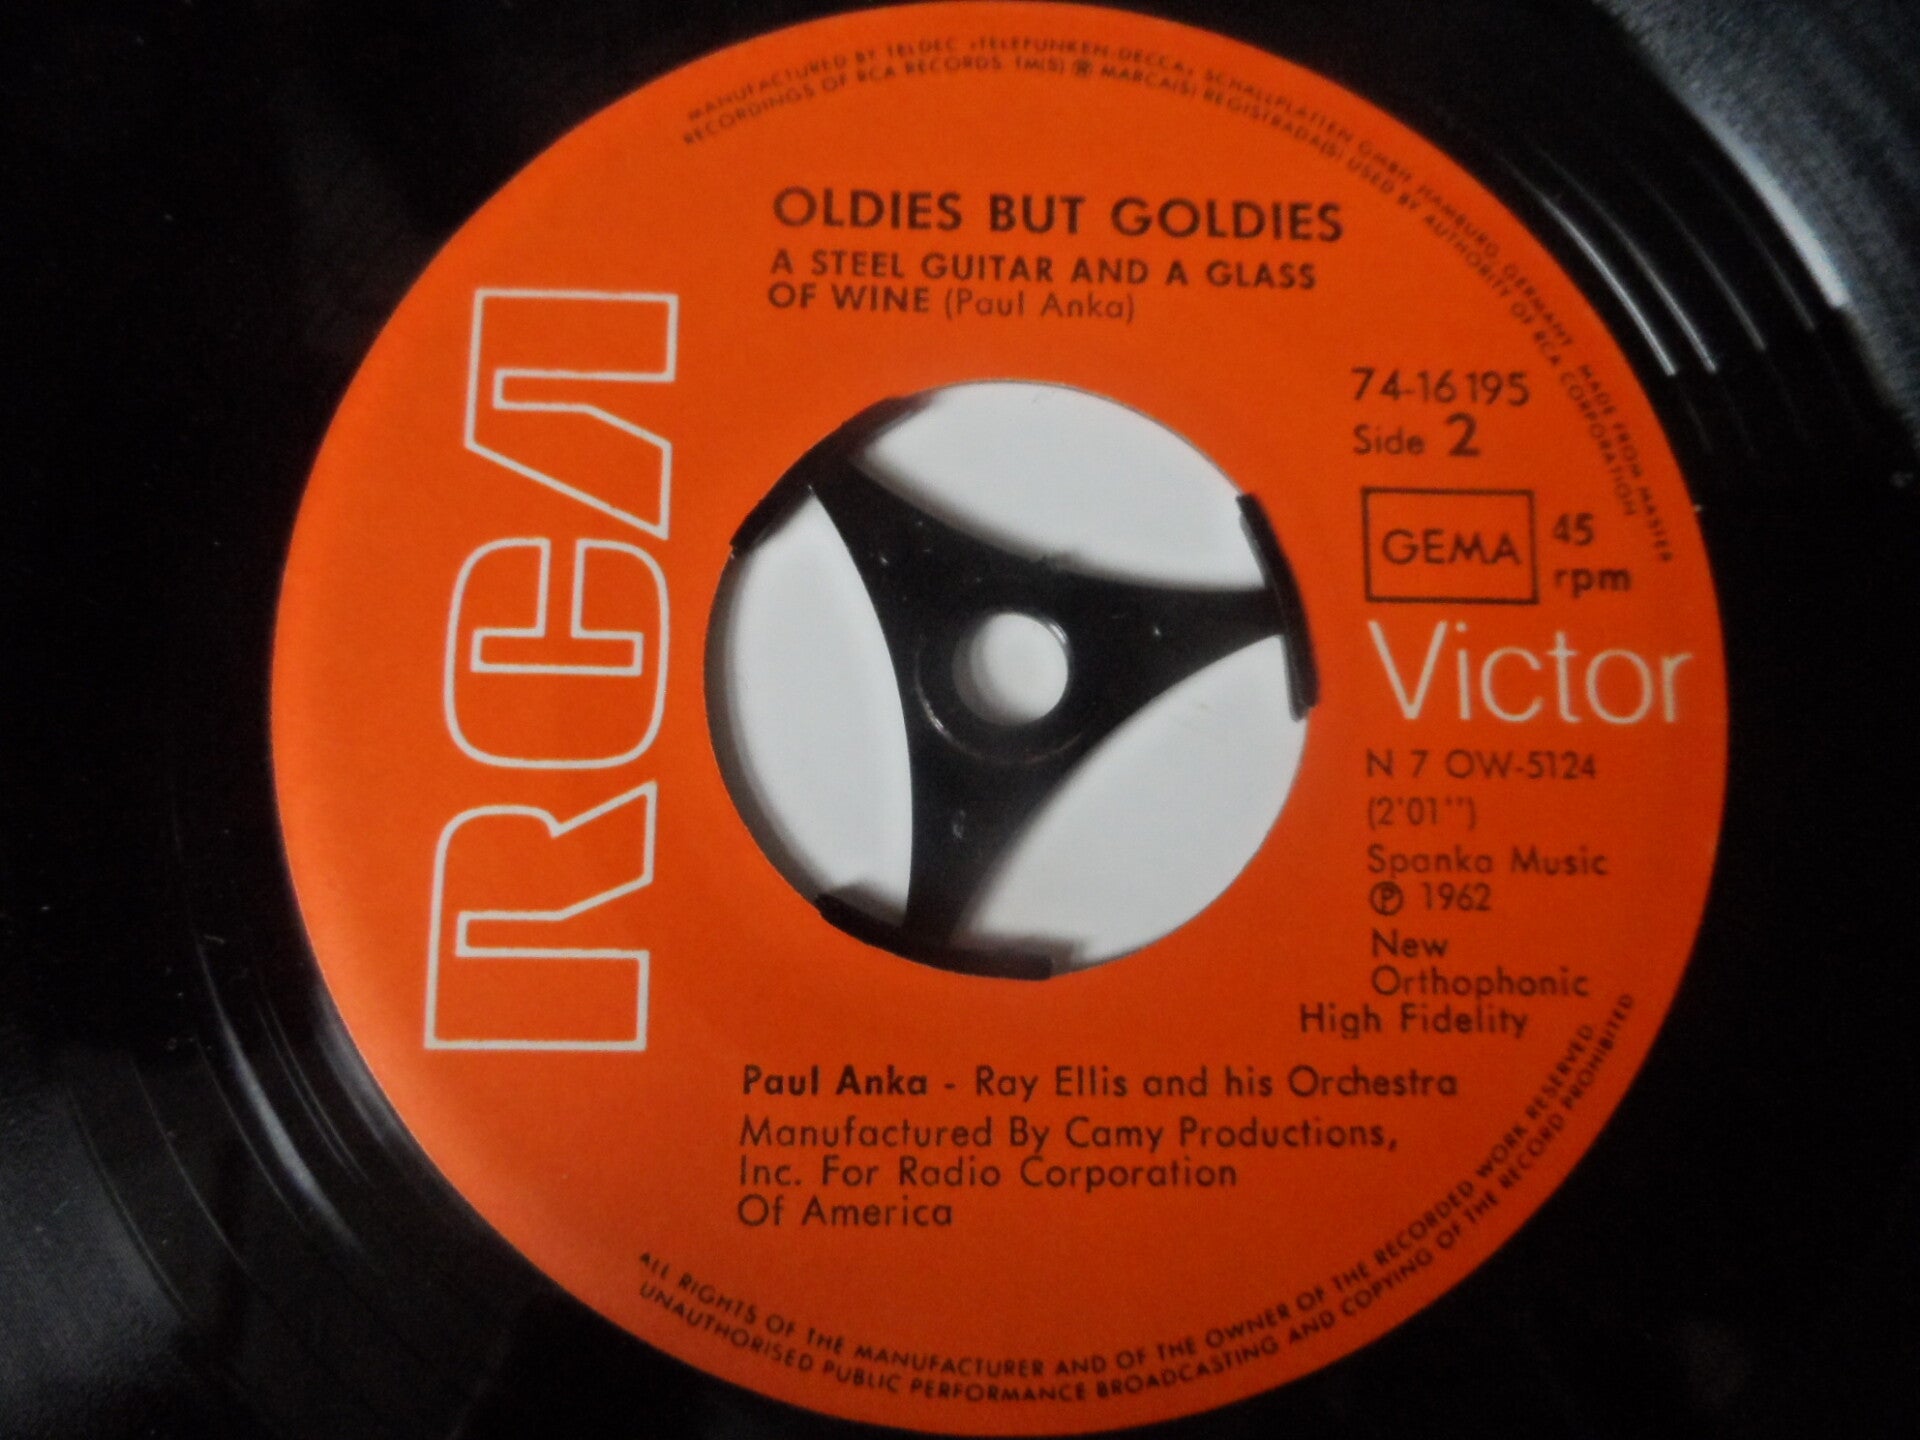 MANUFACTURED BY TELDEC »TELEFUNKEN-DECCA« SCHALLPLATTEN GMBH, HAMBURG, GERMANY. MADE FROM MASTER
RECORDINGS OF RCA RECORDS. TM(S) ® MARCA(S) REGISTRADA(S) USED BY AUTHORITY OF RCA CORPORATION
OLDIES BUT GOLDIES
A STEEL GUITAR AND A GLASS
OF WINE (Paul Anka)
74-16195
Side 2
GEMA
45
rpm
RCA
Victor
N 7 OW-5124
(2'01")
Spanka Music
℗ 1962
New
Orthophonic
High Fidelity
Paul Anka - Ray Ellis and his Orchestra
Manufactured By Camy Productions,
Inc. For Radio Corporation
Of America
ALL RIGHTS OF THE MANUFACTURER AND OF THE OWNER OF THE RECORDED WORK RESERVED
UNAUTHORISED PUBLIC PERFORMANCE BROADCASTING AND COPYING OF THE RECORD PROHIBITED